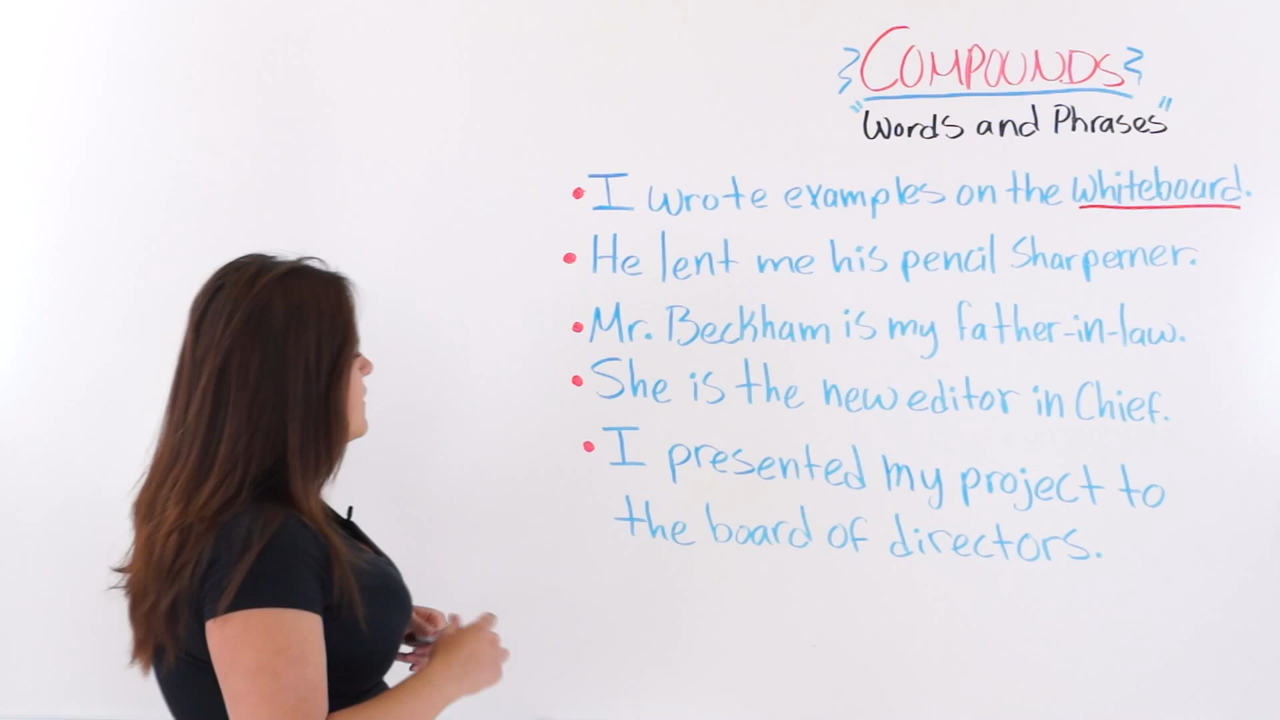 COMPOUNDS
"Words and Phrases"
• I wrote examples on the whiteboard.
• He lent me his pencil Sharperner.
• Mr. Beckham is my father-in-law.
• She is the new editor in Chief.
• I presented my project to
the board of directors.